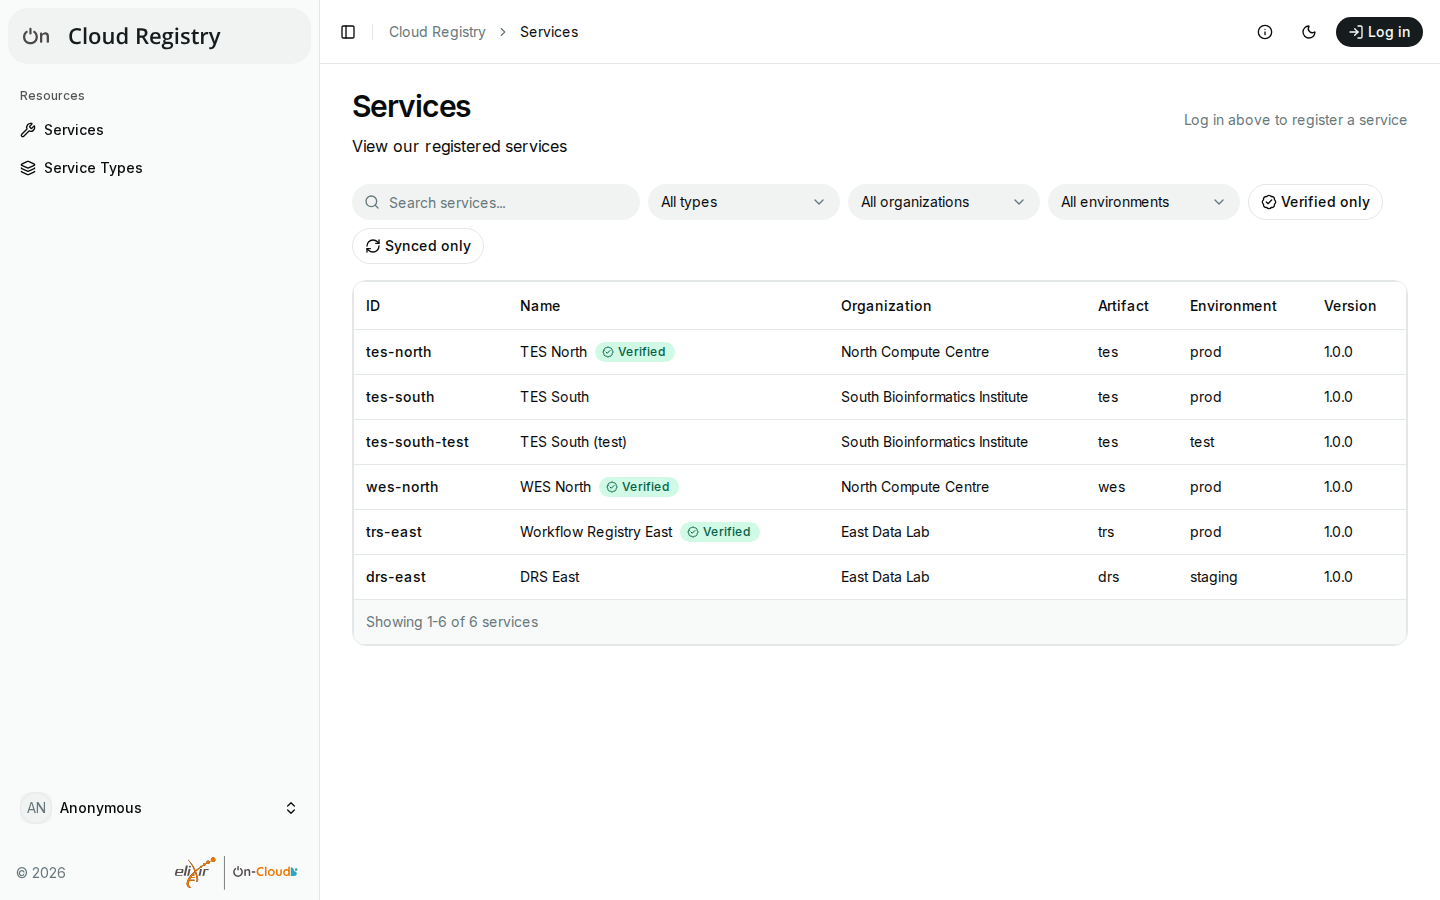 On Cloud Registry
Resources
Services
Service Types
AN Anonymous
© 2026 elixir On-Cloud
Cloud Registry > Services
Log in
Services
Log in above to register a service
View our registered services
Search services... All types All organizations All environments Verified only
Synced only
ID Name Organization Artifact Environment Version
tes-north TES North Verified North Compute Centre tes prod 1.0.0
tes-south TES South South Bioinformatics Institute tes prod 1.0.0
tes-south-test TES South (test) South Bioinformatics Institute tes test 1.0.0
wes-north WES North Verified North Compute Centre wes prod 1.0.0
trs-east Workflow Registry East Verified East Data Lab trs prod 1.0.0
drs-east DRS East East Data Lab drs staging 1.0.0
Showing 1-6 of 6 services